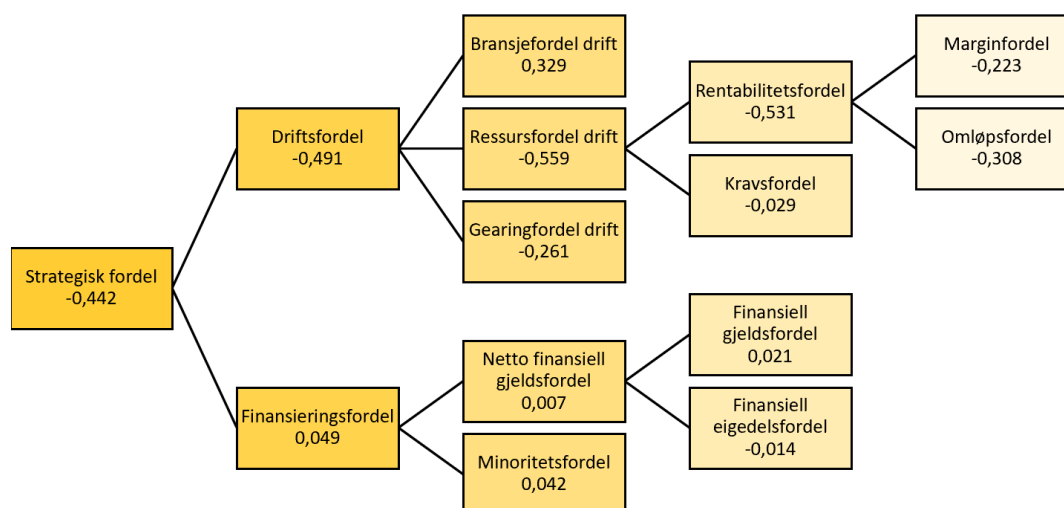 Strategisk fordel
-0,442
Driftsfordel
-0,491
Finansieringsfordel
0,049
Bransjefordel drift
0,329
Ressursfordel drift
-0,559
Gearingfordel drift
-0,261
Netto finansiell
gjeldsfordel
0,007
Minoritetsfordel
0,042
Rentabilitetsfordel
-0,531
Kravsfordel
-0,029
Finansiell
gjeldsfordel
0,021
Finansiell
eigedelsfordel
-0,014
Marginfordel
-0,223
Omløpsfordel
-0,308